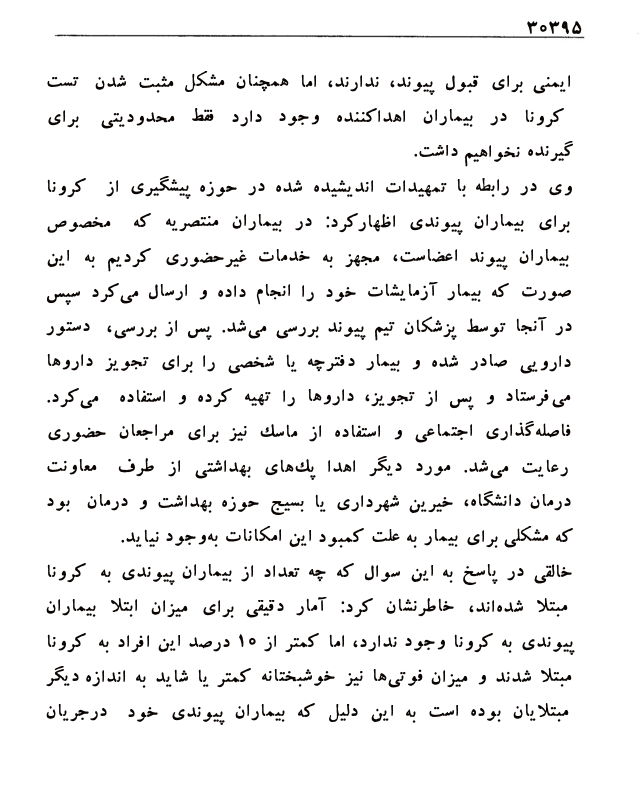 ۳۰۳۹۵
ایمنی برای قبول پیوند، ندارند، اما همچنان مشکل مثبت شدن تست
کرونا در بیماران اهداکننده وجود دارد فقط محدودیتی برای
گیرنده نخواهیم داشت.
وی در رابطه با تمهیدات اندیشیده شده در حوزه پیشگیری از کرونا
برای بیماران پیوندی اظهارکرد: در بیماران منتصریه که مخصوص
بیماران پیوند اعضاست، مجهز به خدمات غیرحضوری کردیم به این
صورت که بیمار آزمایشات خود را انجام داده و ارسال می‌کرد سپس
در آنجا توسط پزشکان تیم پیوند بررسی می‌شد. پس از بررسی، دستور
دارویی صادر شده و بیمار دفترچه یا شخصی را برای تجویز داروها
می‌فرستاد و پس از تجویز، داروها را تهیه کرده و استفاده می‌کرد.
فاصله‌گذاری اجتماعی و استفاده از ماسك نیز برای مراجعان حضوری
رعایت می‌شد. مورد دیگر اهدا پك‌های بهداشتی از طرف معاونت
درمان دانشگاه، خیرین شهرداری یا بسیج حوزه بهداشت و درمان بود
که مشکلی برای بیمار به علت کمبود این امکانات به‌وجود نیاید.
خالقی در پاسخ به این سوال که چه تعداد از بیماران پیوندی به کرونا
مبتلا شده‌اند، خاطرنشان کرد: آمار دقیقی برای میزان ابتلا بیماران
پیوندی به کرونا وجود ندارد، اما کمتر از ۱۰ درصد این افراد به کرونا
مبتلا شدند و میزان فوتی‌ها نیز خوشبختانه کمتر یا شاید به اندازه دیگر
مبتلایان بوده است به این دلیل که بیماران پیوندی خود درجریان